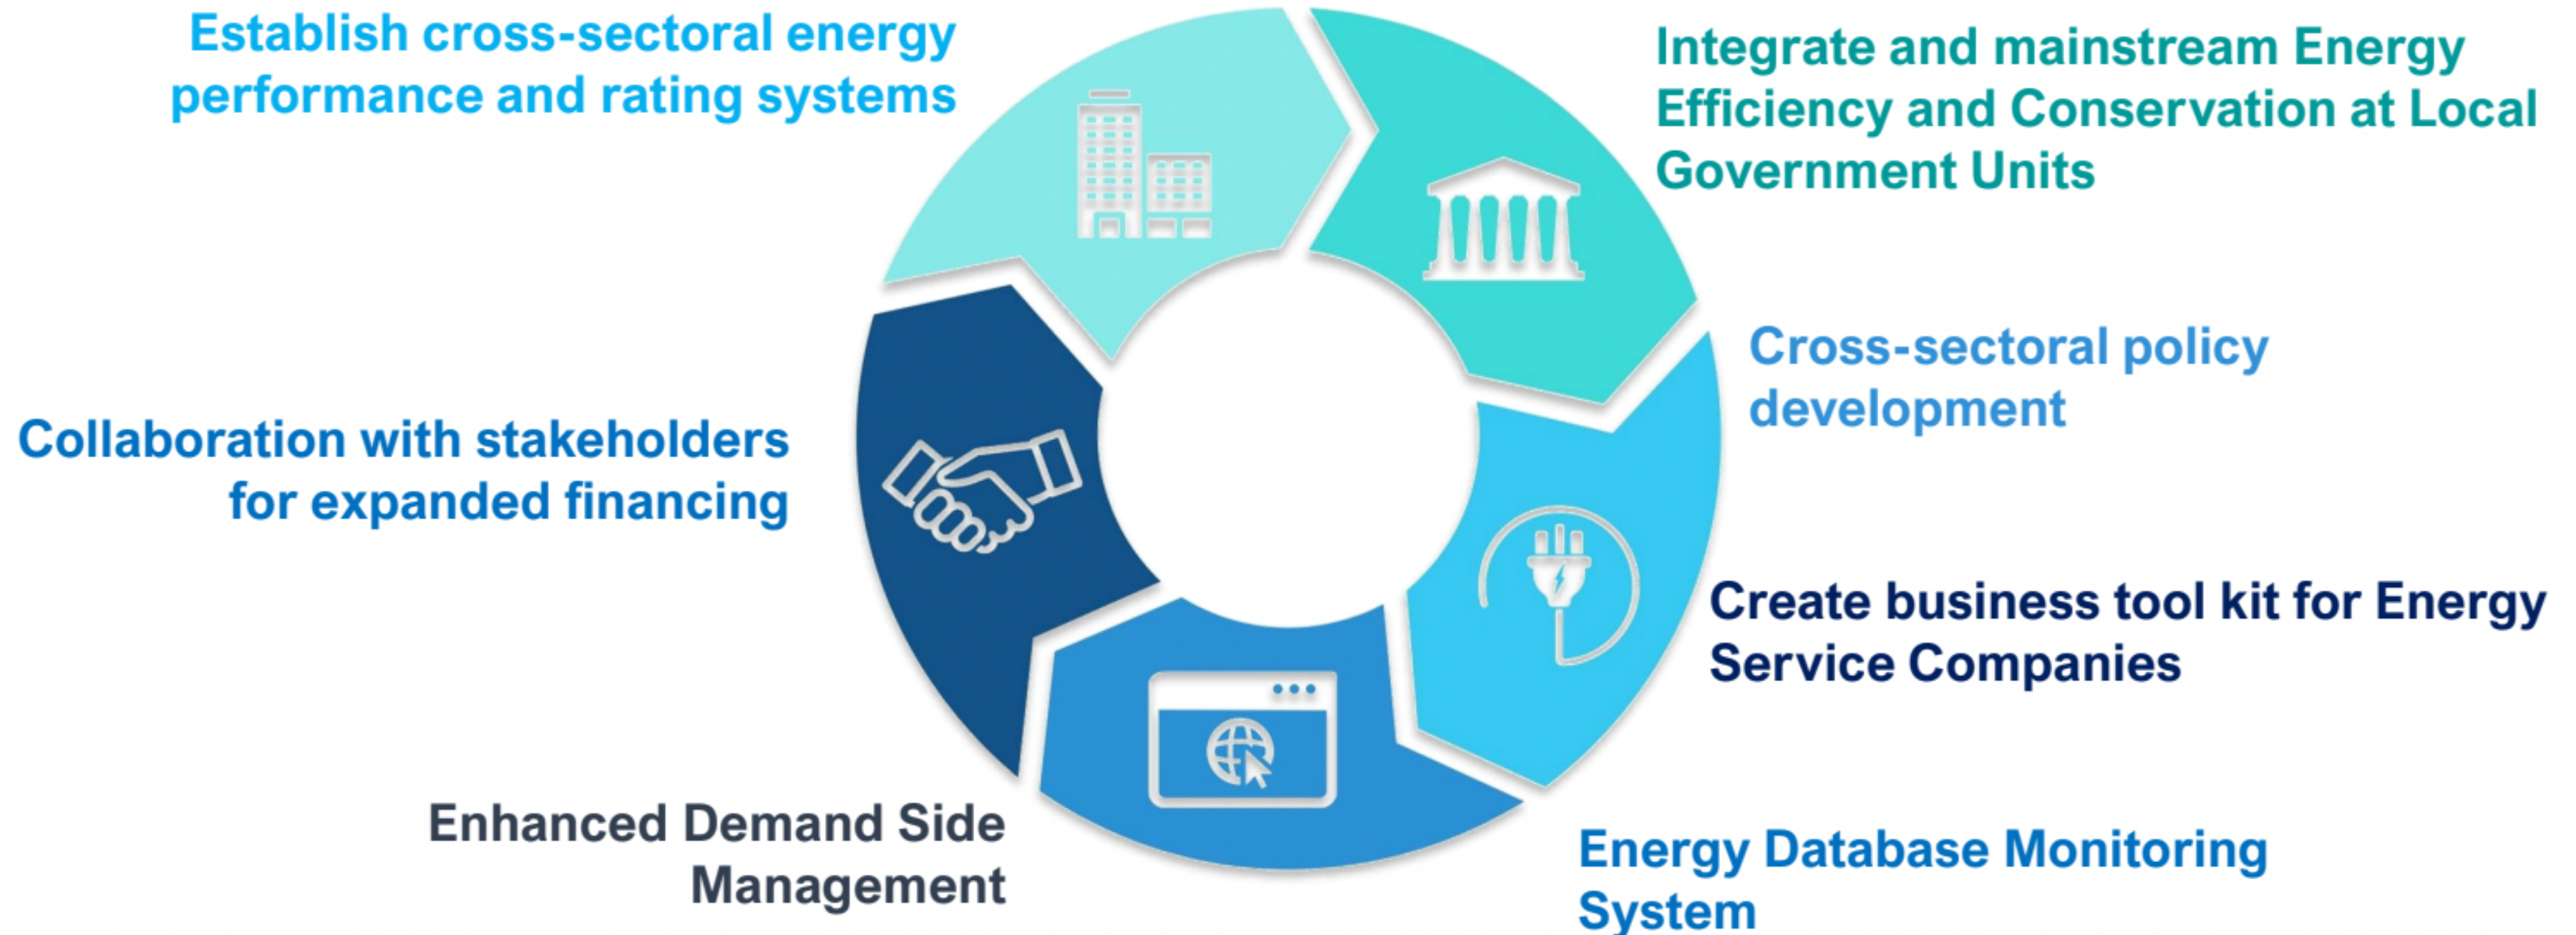 Establish cross-sectoral energy
performance and rating systems
Integrate and mainstream Energy
Efficiency and Conservation at Local
Government Units
Cross-sectoral policy
development
Collaboration with stakeholders
for expanded financing
Create business tool kit for Energy
Service Companies
Enhanced Demand Side
Management
Energy Database Monitoring
System